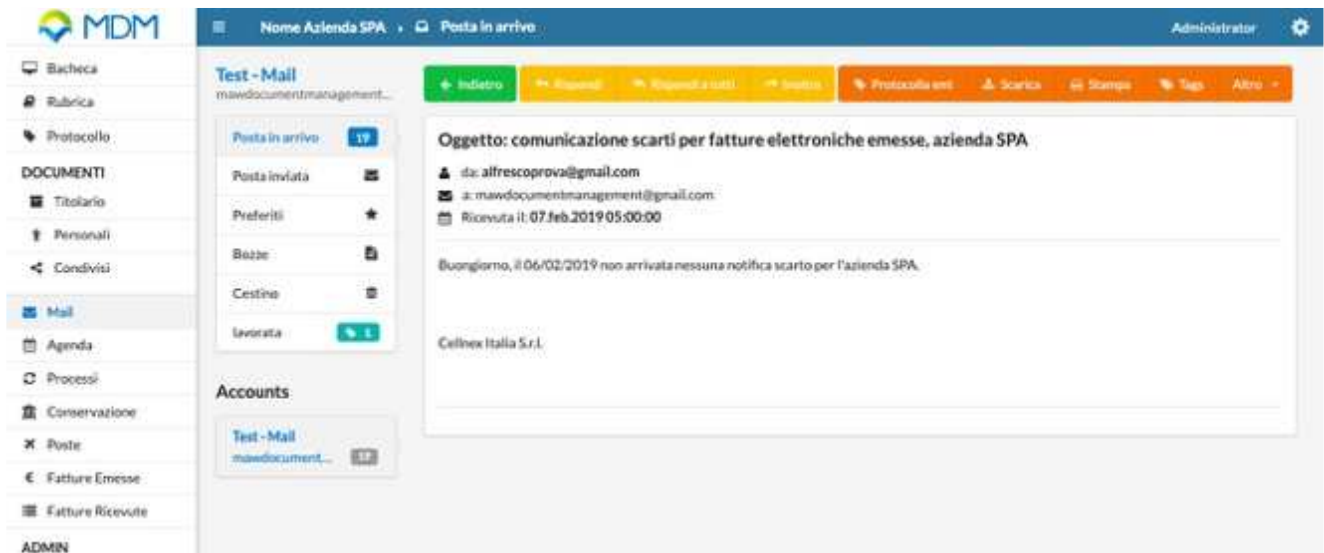 MDM
Nome Azienda SPA
Posta in arrivo
Administrator
Bacheca
Rubrica
Protocollo
DOCUMENTI
Titolario
Personali
Condivisi
Mail
Agenda
Processi
Conservazione
Poste
Fatture Emesse
Fatture Ricevute
ADMIN
Test - Mail
mawdocumentmanagement...
Posta in arrivo 19
Posta inviata
Preferiti
Bozze
Cestino
lavorata 1
Accounts
Test - Mail
mawdocument...
Indietro
Rispondi
Rispondi a tutti
Inoltra
Protocolla eml
Scarica
Stampa
Tags
Altro
Oggetto: comunicazione scarti per fatture elettroniche emesse, azienda SPA
da: alfrescoprova@gmail.com
a: mawdocumentmanagement@gmail.com
Ricevuta il: 07.feb.2019 05:00:00
Buongiorno, il 06/02/2019 non arrivata nessuna notifica scarto per l'azienda SPA.
Cellnex Italia S.r.l.